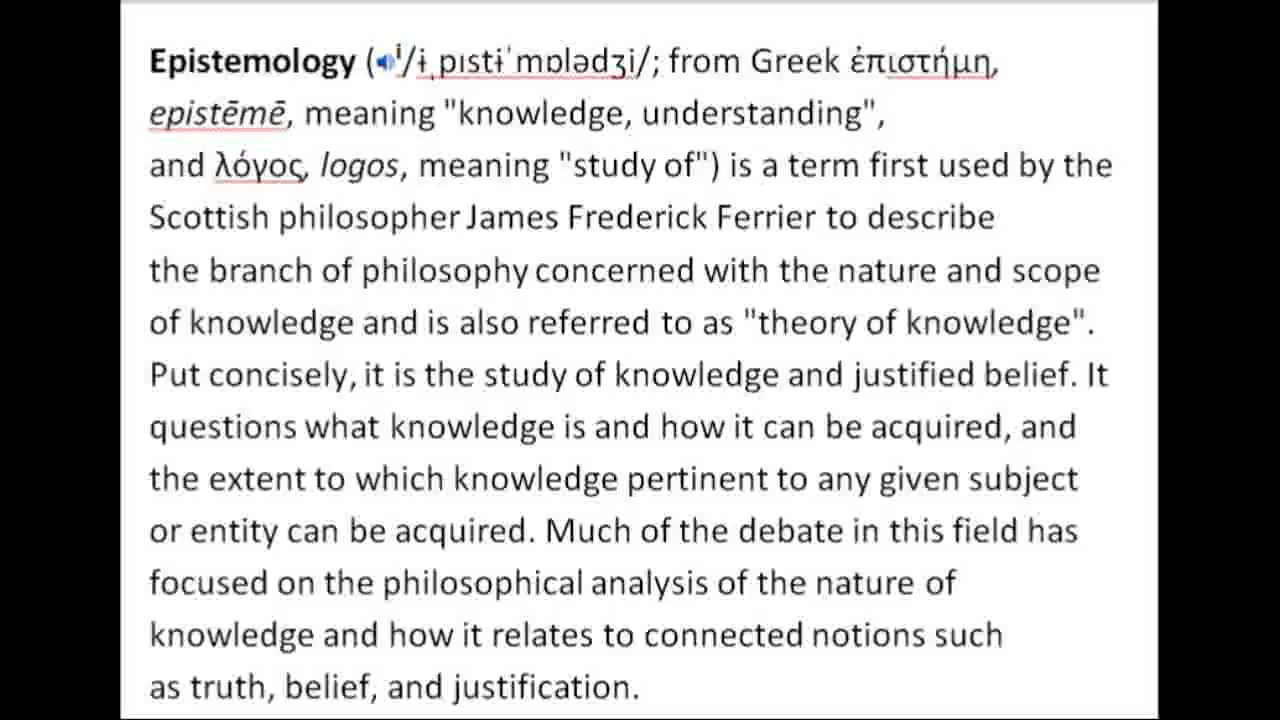 Epistemology (i/ɨˌpɪstɨˈmɒlədʒi/; from Greek ἐπιστήμη,
epistēmē, meaning "knowledge, understanding",
and λόγος, logos, meaning "study of") is a term first used by the
Scottish philosopher James Frederick Ferrier to describe
the branch of philosophy concerned with the nature and scope
of knowledge and is also referred to as "theory of knowledge".
Put concisely, it is the study of knowledge and justified belief. It
questions what knowledge is and how it can be acquired, and
the extent to which knowledge pertinent to any given subject
or entity can be acquired. Much of the debate in this field has
focused on the philosophical analysis of the nature of
knowledge and how it relates to connected notions such
as truth, belief, and justification.